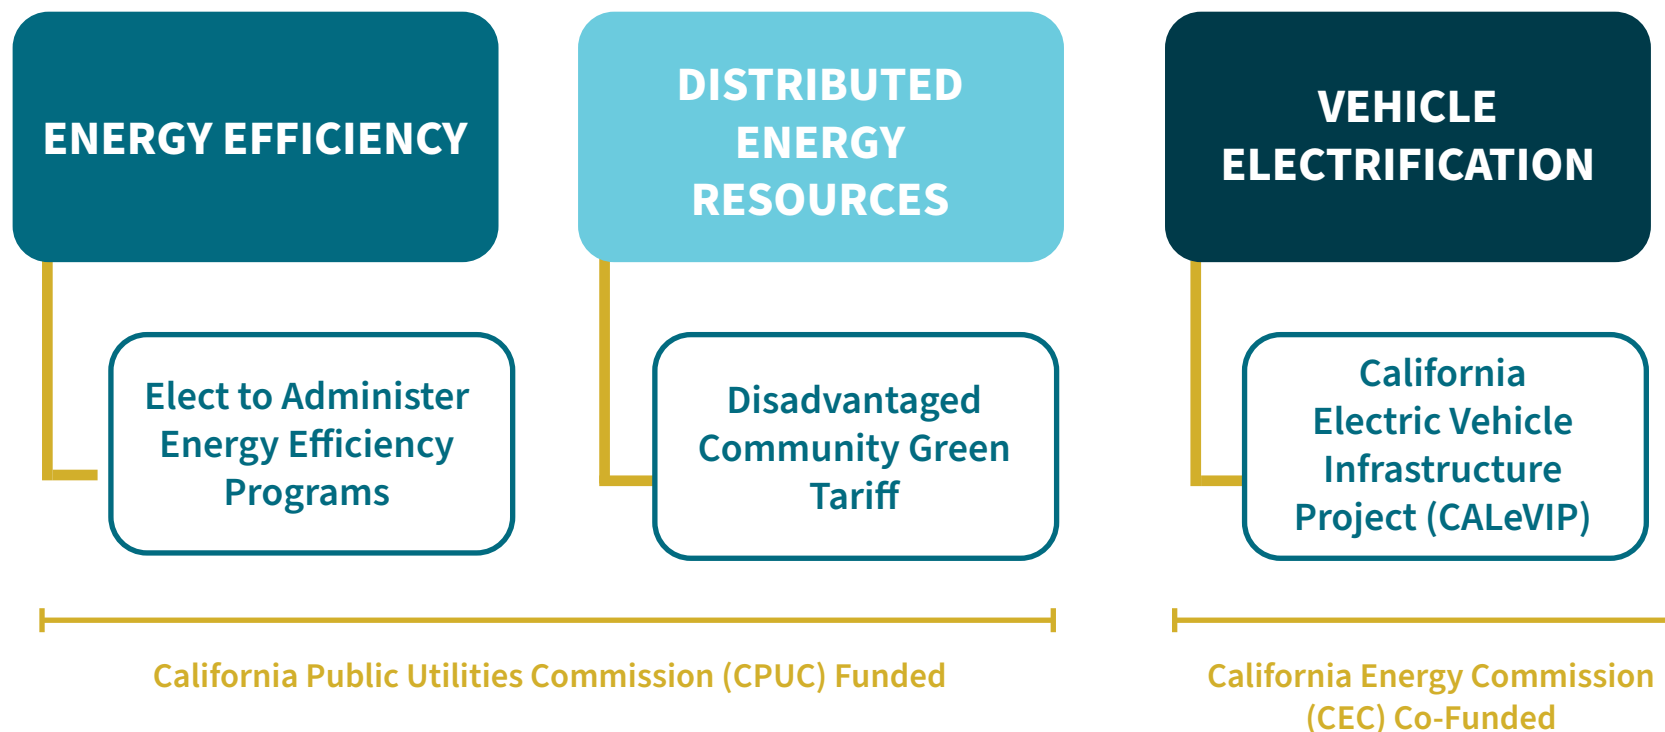 ENERGY EFFICIENCY
DISTRIBUTED
ENERGY
RESOURCES
VEHICLE
ELECTRIFICATION
Elect to Administer
Energy Efficiency
Programs
Disadvantaged
Community Green
Tariff
California
Electric Vehicle
Infrastructure
Project (CALeVIP)
California Public Utilities Commission (CPUC) Funded
California Energy Commission
(CEC) Co-Funded